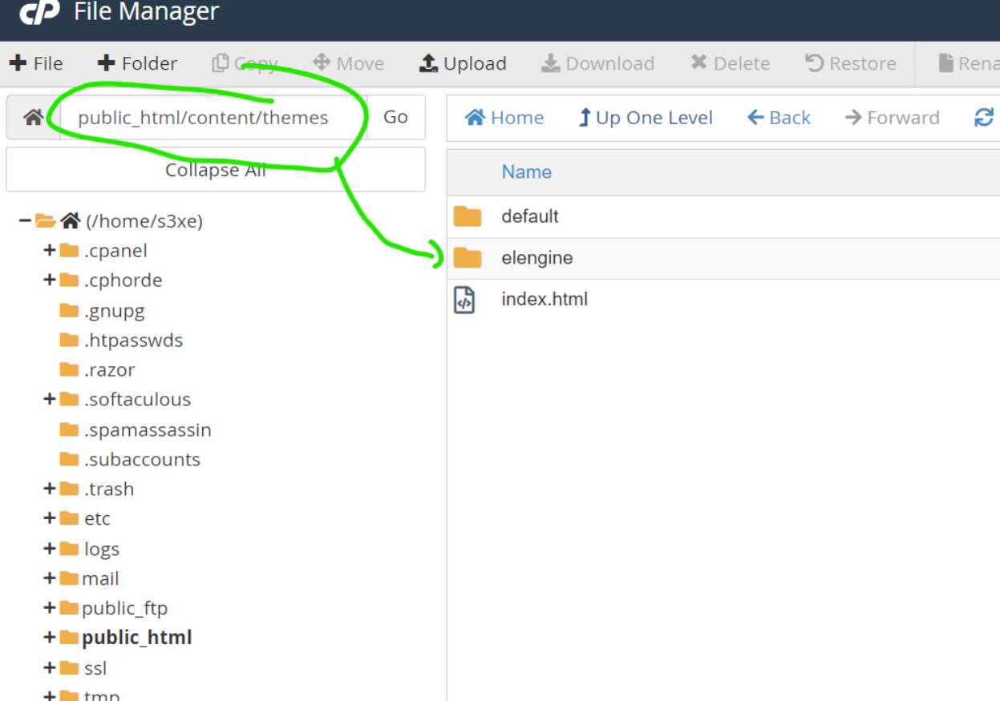 cP File Manager
+ File + Folder Copy Move Upload Download Delete Restore Rena
public_html/content/themes Go Home Up One Level Back Forward
Collapse All
Name
(/home/s3xe)
.cpanel
.cphorde
.gnupg
.htpasswds
.razor
.softaculous
.spamassassin
.subaccounts
.trash
etc
logs
mail
public_ftp
public_html
ssl
tmp
default
elengine
index.html